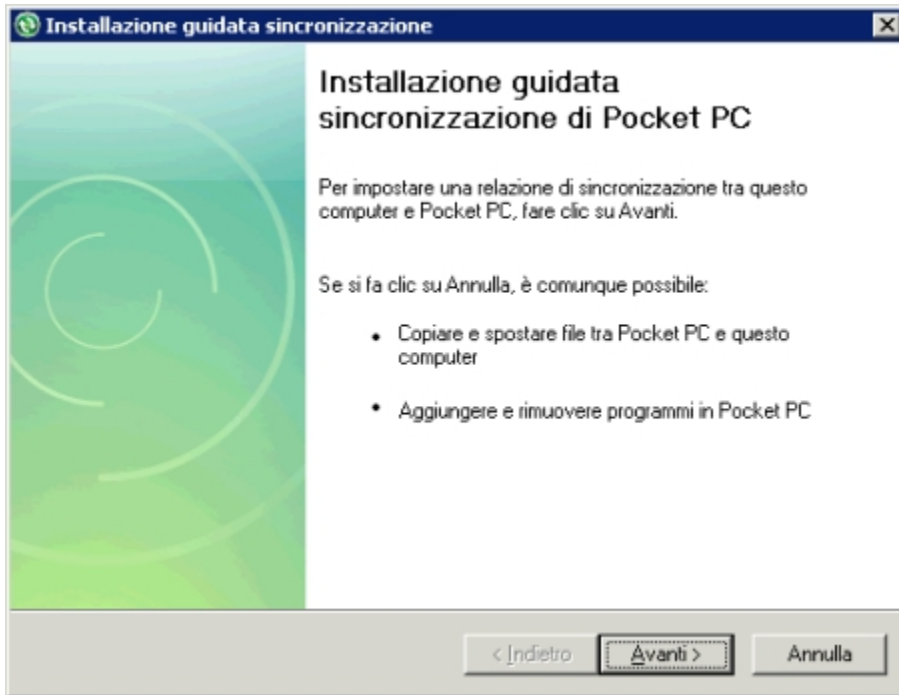 Installazione guidata sincronizzazione
Installazione guidata
sincronizzazione di Pocket PC
Per impostare una relazione di sincronizzazione tra questo
computer e Pocket PC, fare clic su Avanti.
Se si fa clic su Annulla, è comunque possibile:
• Copiare e spostare file tra Pocket PC e questo
computer
• Aggiungere e rimuovere programmi in Pocket PC
< Indietro Avanti > Annulla